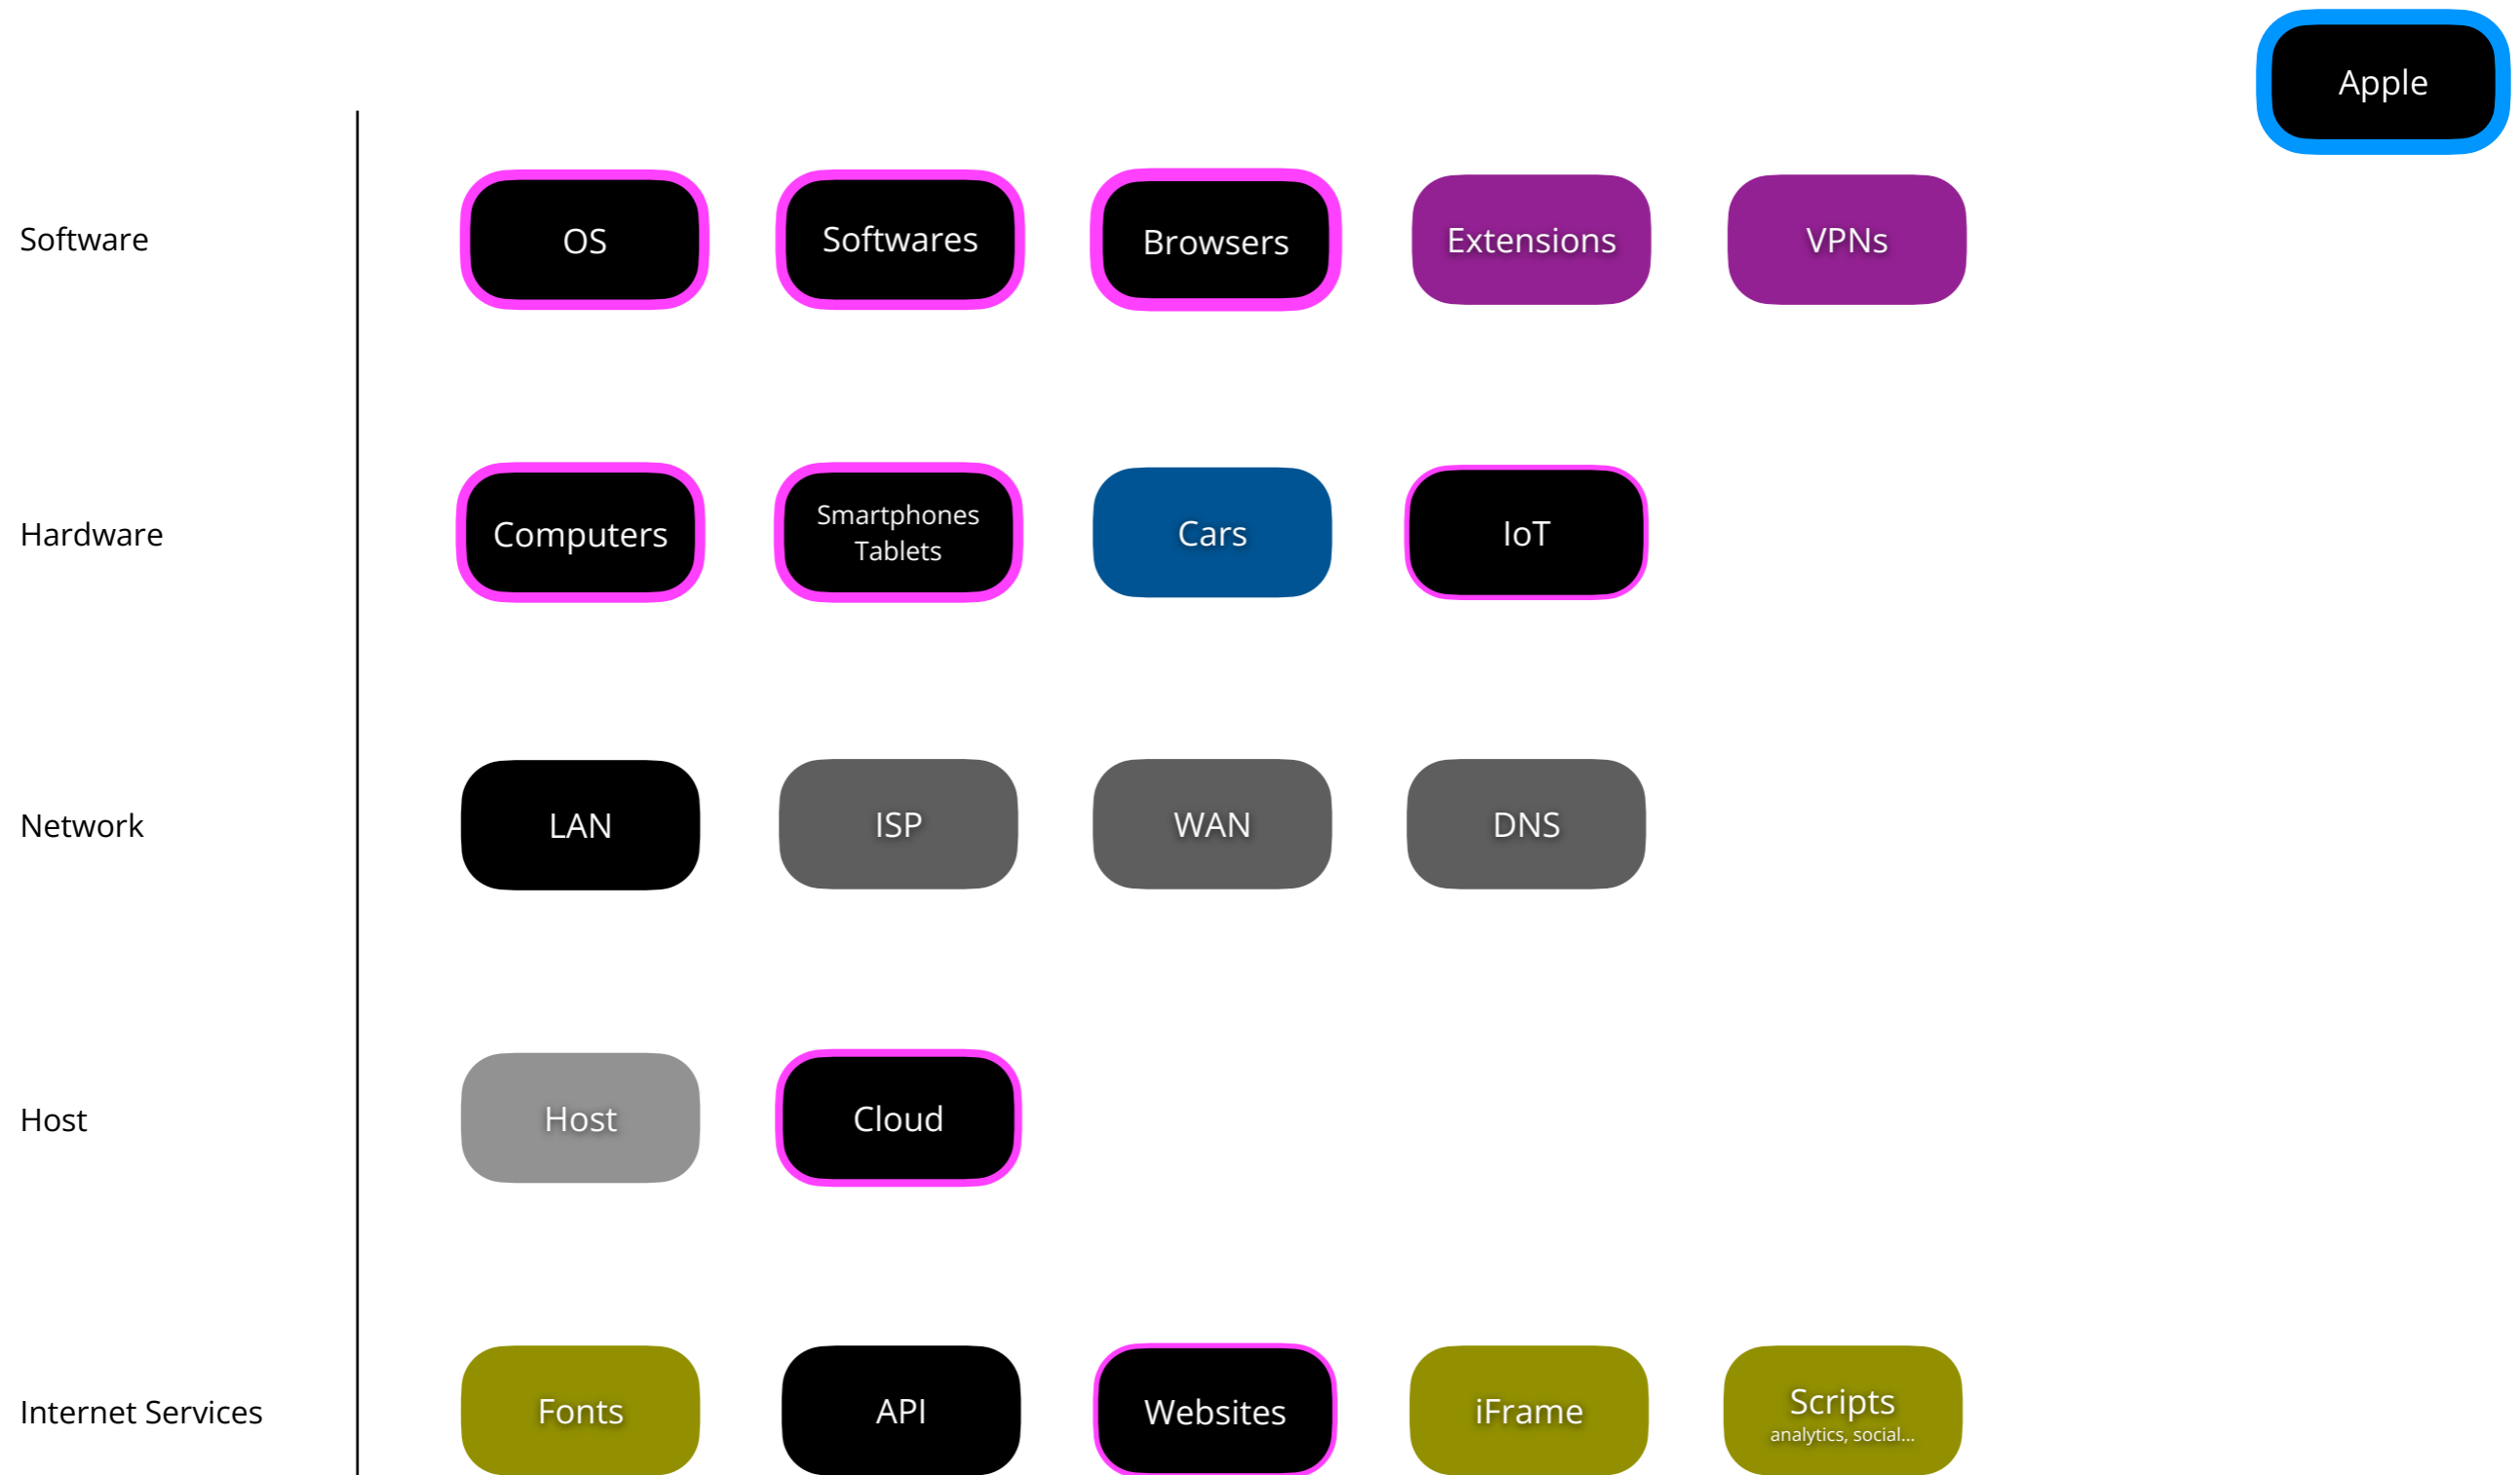 Apple
Software
OS
Softwares
Browsers
Extensions
VPNs
Hardware
Computers
Smartphones
Tablets
Cars
IoT
Network
LAN
ISP
WAN
DNS
Host
Host
Cloud
Internet Services
Fonts
API
Websites
iFrame
Scripts
analytics, social...